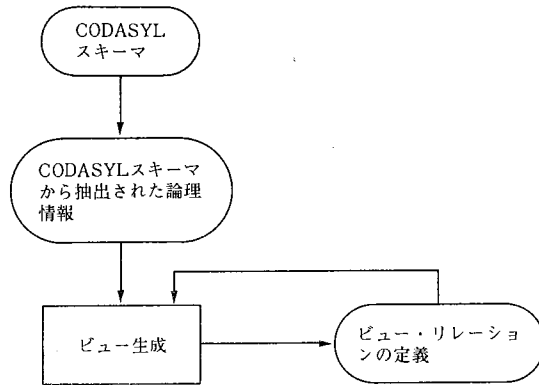 CODASYL
スキーマ
CODASYLスキーマ
から抽出された論理
情報
ビュー生成
ビュー・リレーショ
ンの定義